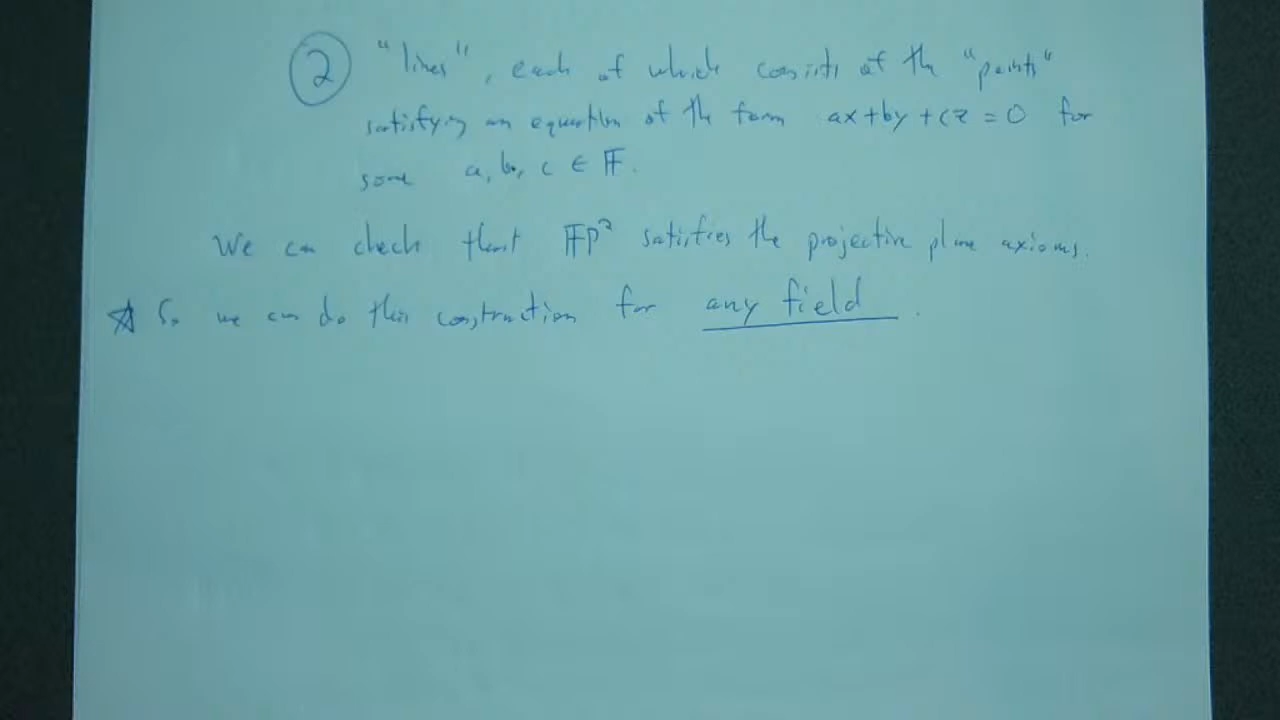 ② "lines", each of which consists of the "points"
satisfying an equation of the form ax+by+cz=0 for
some a, b, c ∈ 𝔽.
We can check that 𝔽P² satisfies the projective plane axioms.
☆ So we can do this construction for any field.